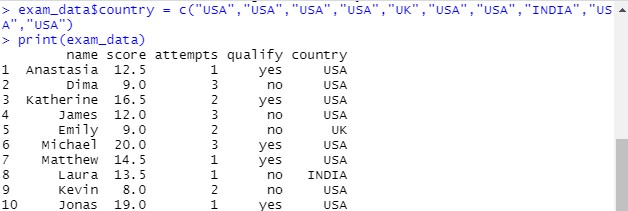 > exam_data$country = c("USA","USA","USA","USA","UK","USA","USA","INDIA","US
A","USA")
> print(exam_data)
name score attempts qualify country
1 Anastasia 12.5 1 yes USA
2 Dima 9.0 3 no USA
3 Katherine 16.5 2 yes USA
4 James 12.0 3 no USA
5 Emily 9.0 2 no UK
6 Michael 20.0 3 yes USA
7 Matthew 14.5 1 yes USA
8 Laura 13.5 1 no INDIA
9 Kevin 8.0 2 no USA
10 Jonas 19.0 1 yes USA